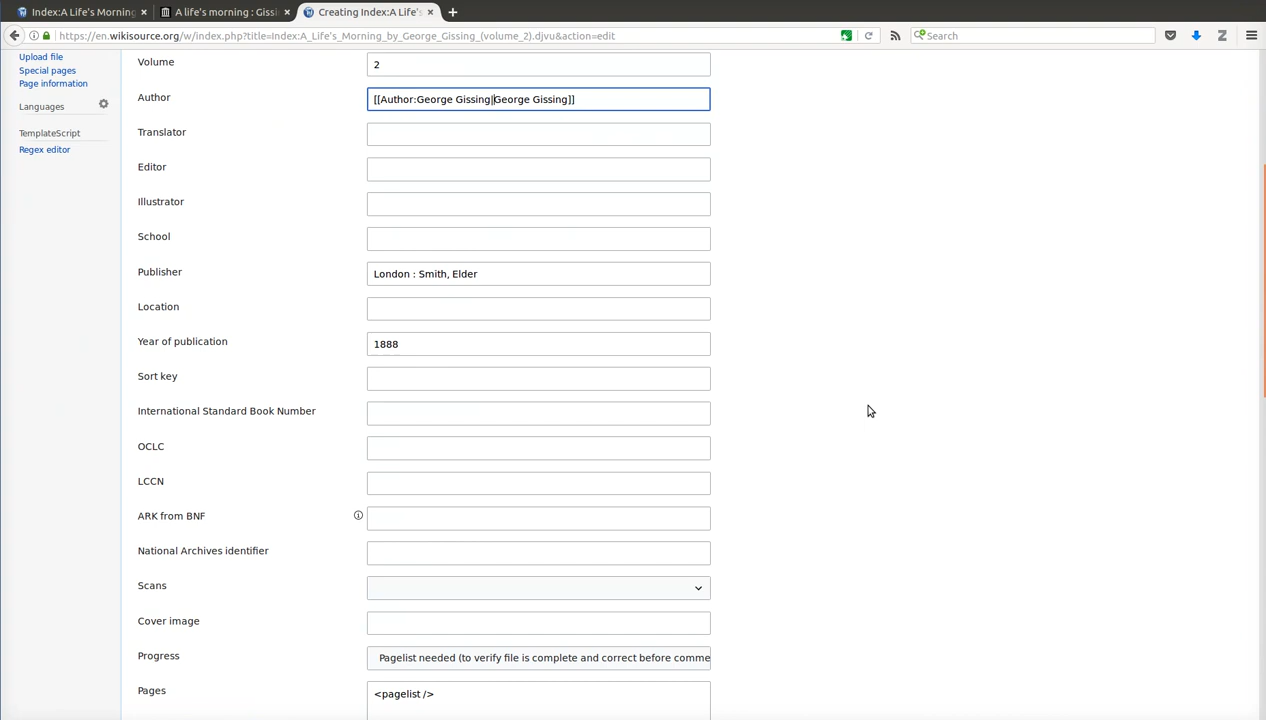 Index:A Life's Morning
A life's morning : Gissi
Creating Index:A Life's
https://en.wikisource.org/w/index.php?title=Index:A_Life's_Morning_by_George_Gissing_(volume_2).djvu&action=edit
Search
Upload file
Special pages
Page information
Languages
TemplateScript
Regex editor
Volume
2
Author
[[Author:George Gissing|George Gissing]]
Translator
Editor
Illustrator
School
Publisher
London : Smith, Elder
Location
Year of publication
1888
Sort key
International Standard Book Number
OCLC
LCCN
ARK from BNF
National Archives identifier
Scans
Cover image
Progress
Pagelist needed (to verify file is complete and correct before comme
Pages
<pagelist />